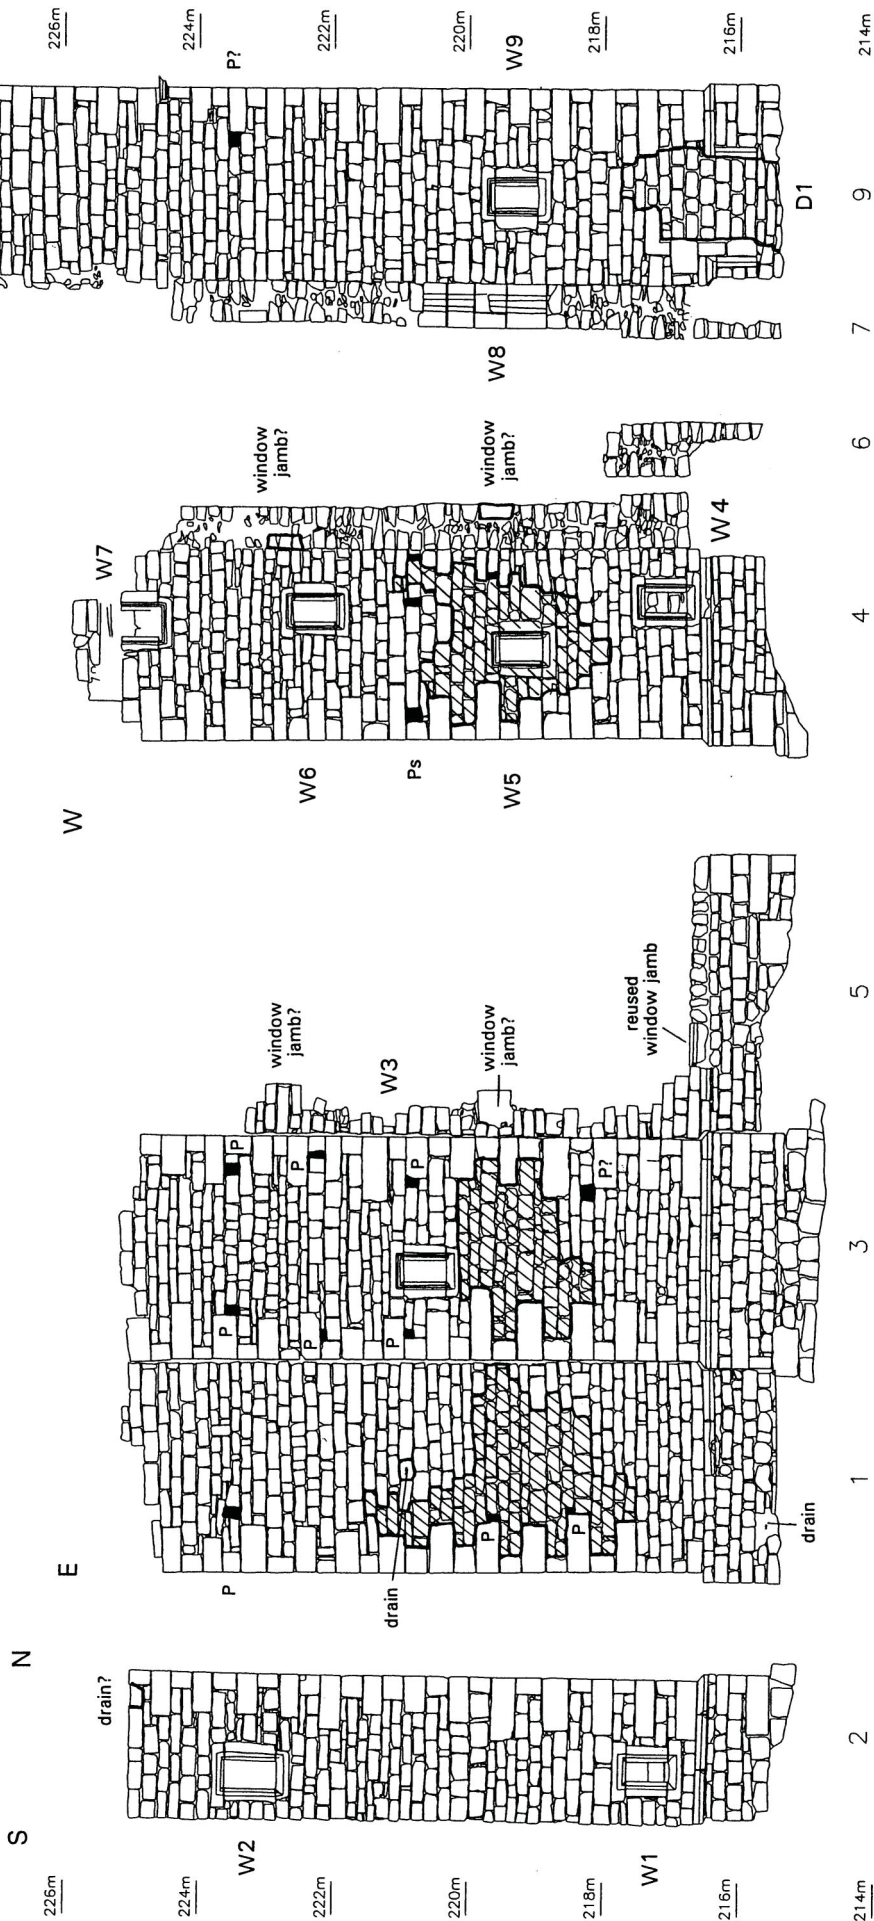 S
N
226m
E
W
226m
drain?
W7
224m
224m
P
P
P
P?
W2
window
jamb?
window
jamb?
P
P
W6
222m
222m
drain
P
W3
P
Ps
220m
220m
P
window
jamb?
W5
window
jamb?
W8
W9
218m
218m
P
P?
W1
reused
window jamb
W4
216m
216m
drain
D1
214m
2
1
3
5
4
6
7
9
214m